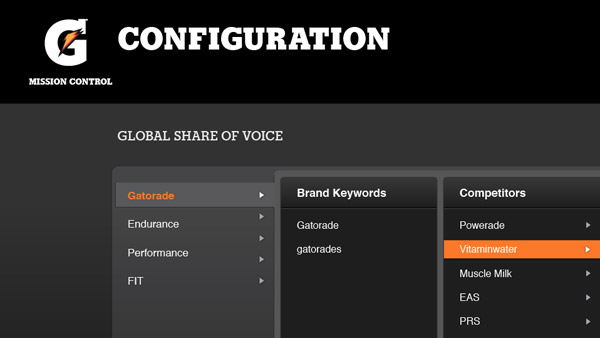 G
CONFIGURATION
MISSION CONTROL
GLOBAL SHARE OF VOICE
Gatorade
Endurance
Performance
FIT
Brand Keywords
Gatorade
gatorades
Competitors
Powerade
Vitaminwater
Muscle Milk
EAS
PRS